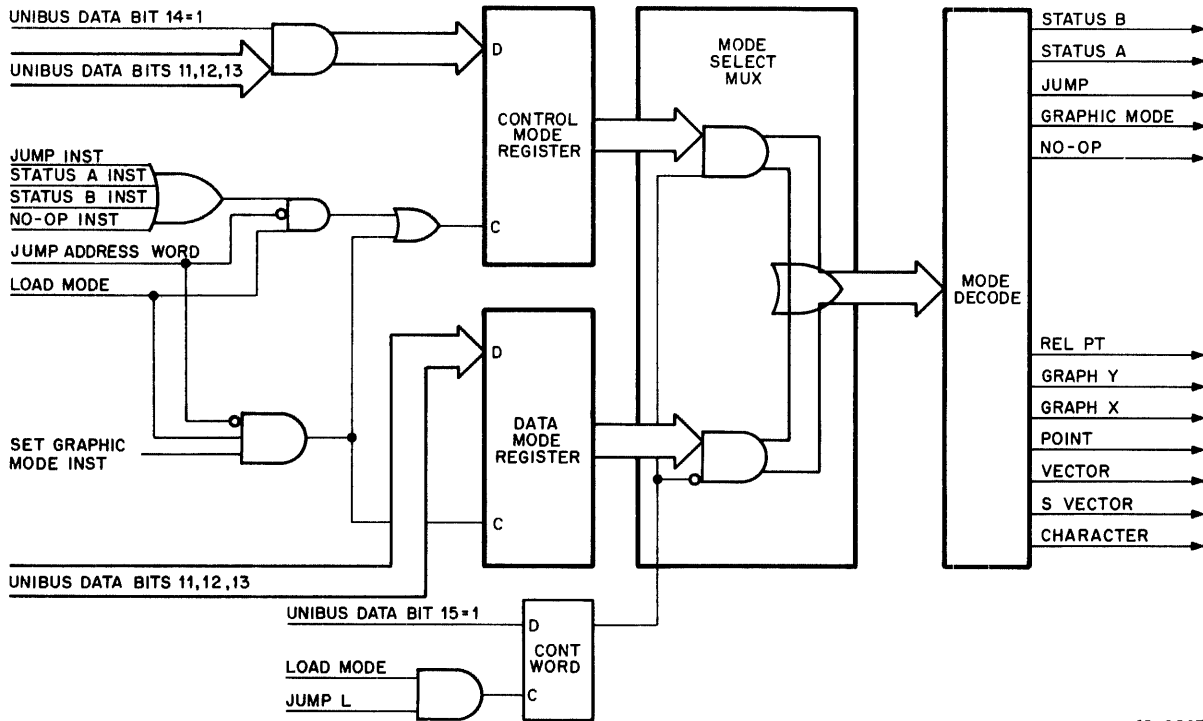 UNIBUS DATA BIT 14=1
UNIBUS DATA BITS 11,12,13
D
CONTROL
MODE
REGISTER
C
MODE
SELECT
MUX
STATUS B
STATUS A
JUMP
GRAPHIC MODE
NO-OP
JUMP INST
STATUS A INST
STATUS B INST
NO-OP INST
JUMP ADDRESS WORD
LOAD MODE
MODE
DECODE
D
DATA
MODE
REGISTER
C
SET GRAPHIC
MODE INST
REL PT
GRAPH Y
GRAPH X
POINT
VECTOR
S VECTOR
CHARACTER
UNIBUS DATA BITS 11,12,13
UNIBUS DATA BIT 15=1
D
CONT
WORD
C
LOAD MODE
JUMP L